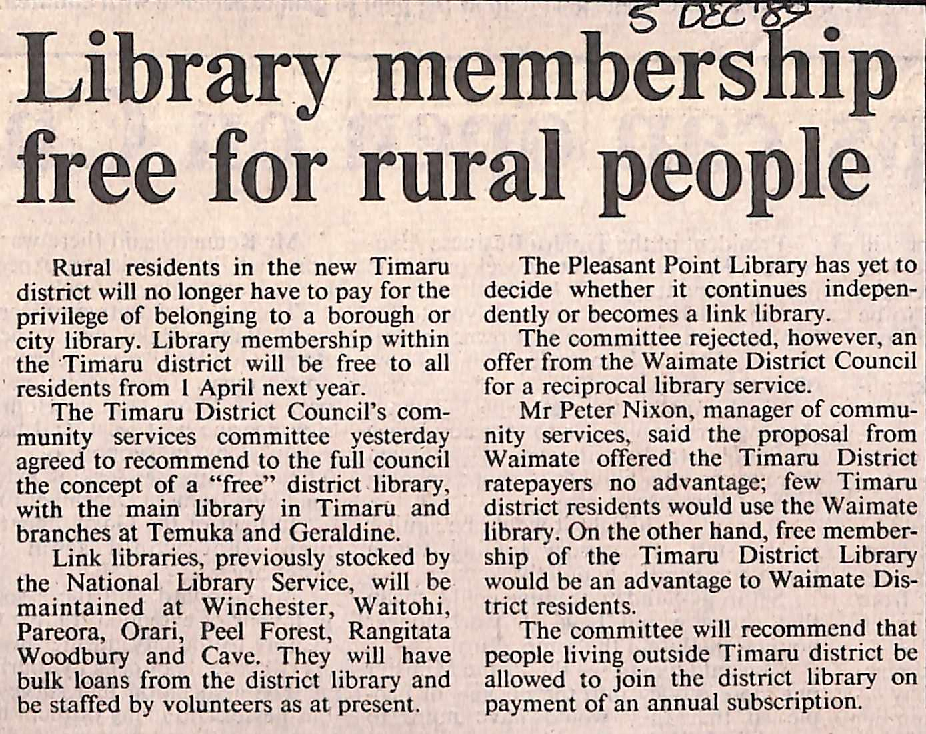 5 DEC '89
Library membership
free for rural people
Rural residents in the new Timaru
district will no longer have to pay for the
privilege of belonging to a borough or
city library. Library membership within
the Timaru district will be free to all
residents from 1 April next year.
The Timaru District Council's com-
munity services committee yesterday
agreed to recommend to the full council
the concept of a "free" district library,
with the main library in Timaru and
branches at Temuka and Geraldine.
Link libraries, previously stocked by
the National Library Service, will be
maintained at Winchester, Waitohi,
Pareora, Orari, Peel Forest, Rangitata
Woodbury and Cave. They will have
bulk loans from the district library and
be staffed by volunteers as at present.
The Pleasant Point Library has yet to
decide whether it continues indepen-
dently or becomes a link library.
The committee rejected, however, an
offer from the Waimate District Council
for a reciprocal library service.
Mr Peter Nixon, manager of commu-
nity services, said the proposal from
Waimate offered the Timaru District
ratepayers no advantage; few Timaru
district residents would use the Waimate
library. On the other hand, free member-
ship of the Timaru District Library
would be an advantage to Waimate Dis-
trict residents.
The committee will recommend that
people living outside Timaru district be
allowed to join the district library on
payment of an annual subscription.